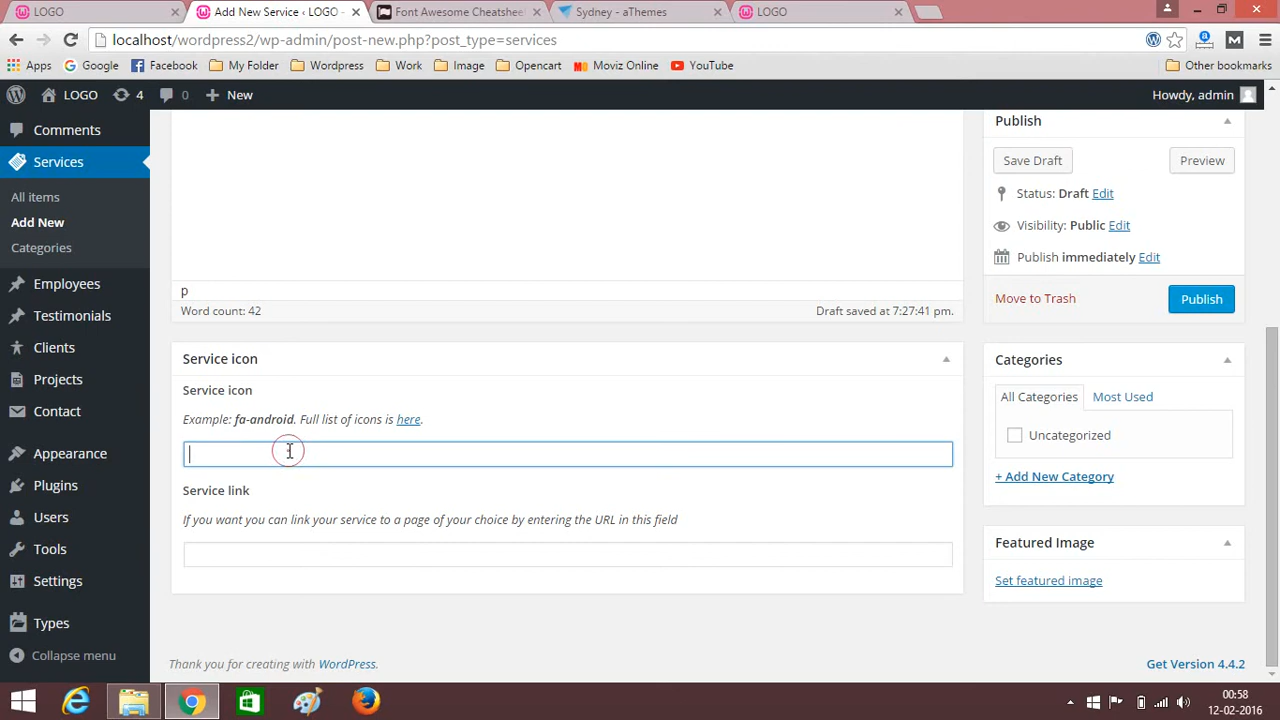 LOGO
Add New Service ‹ LOGO -
Font Awesome Cheatshee
Sydney - aThemes
LOGO
localhost/wordpress2/wp-admin/post-new.php?post_type=services
Apps
Google
Facebook
My Folder
Wordpress
Work
Image
Opencart
Moviz Online
YouTube
Other bookmarks
LOGO
4
0
New
Howdy, admin
Comments
Services
All items
Add New
Categories
Employees
Testimonials
Clients
Projects
Contact
Appearance
Plugins
Users
Tools
Settings
Types
Collapse menu
p
Word count: 42
Draft saved at 7:27:41 pm.
Service icon
Service icon
Example: fa-android. Full list of icons is here.
Service link
If you want you can link your service to a page of your choice by entering the URL in this field
Publish
Save Draft
Preview
Status: Draft Edit
Visibility: Public Edit
Publish immediately Edit
Move to Trash
Publish
Categories
All Categories
Most Used
Uncategorized
+ Add New Category
Featured Image
Set featured image
Thank you for creating with WordPress.
Get Version 4.4.2
00:58
12-02-2016